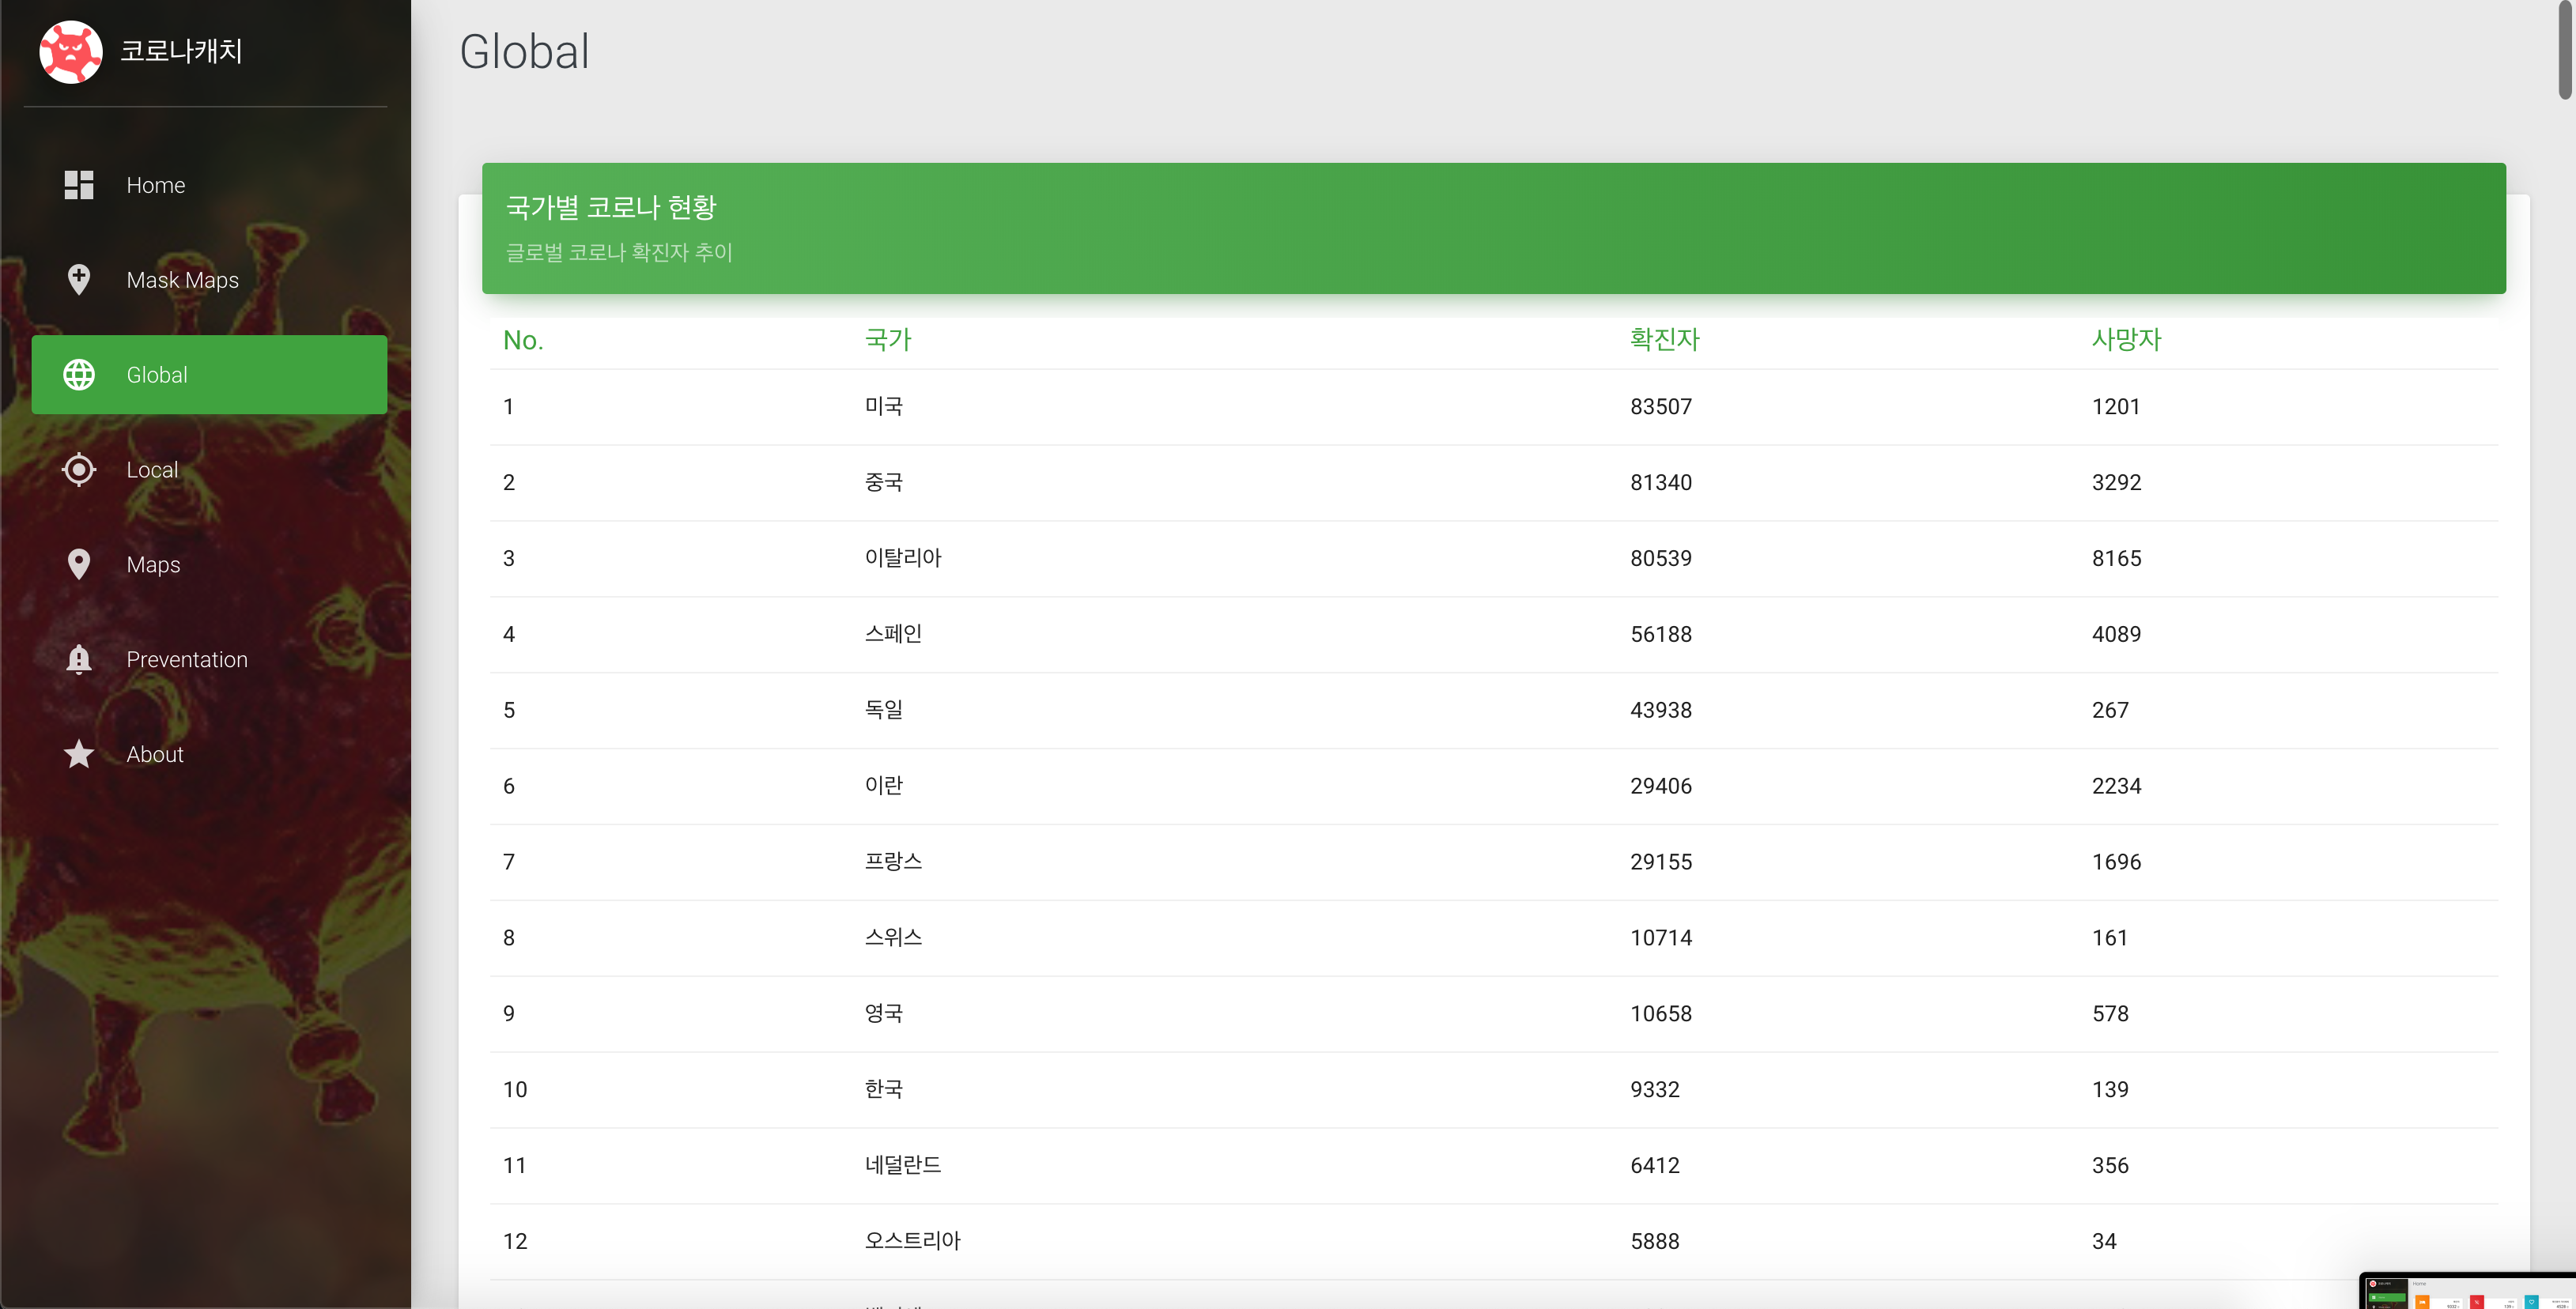 코로나캐치
Home
Mask Maps
Global
Local
Maps
Preventation
About
Global
국가별 코로나 현황
글로벌 코로나 확진자 추이
No. 국가 확진자 사망자
1 미국 83507 1201
2 중국 81340 3292
3 이탈리아 80539 8165
4 스페인 56188 4089
5 독일 43938 267
6 이란 29406 2234
7 프랑스 29155 1696
8 스위스 10714 161
9 영국 10658 578
10 한국 9332 139
11 네덜란드 6412 356
12 오스트리아 5888 34